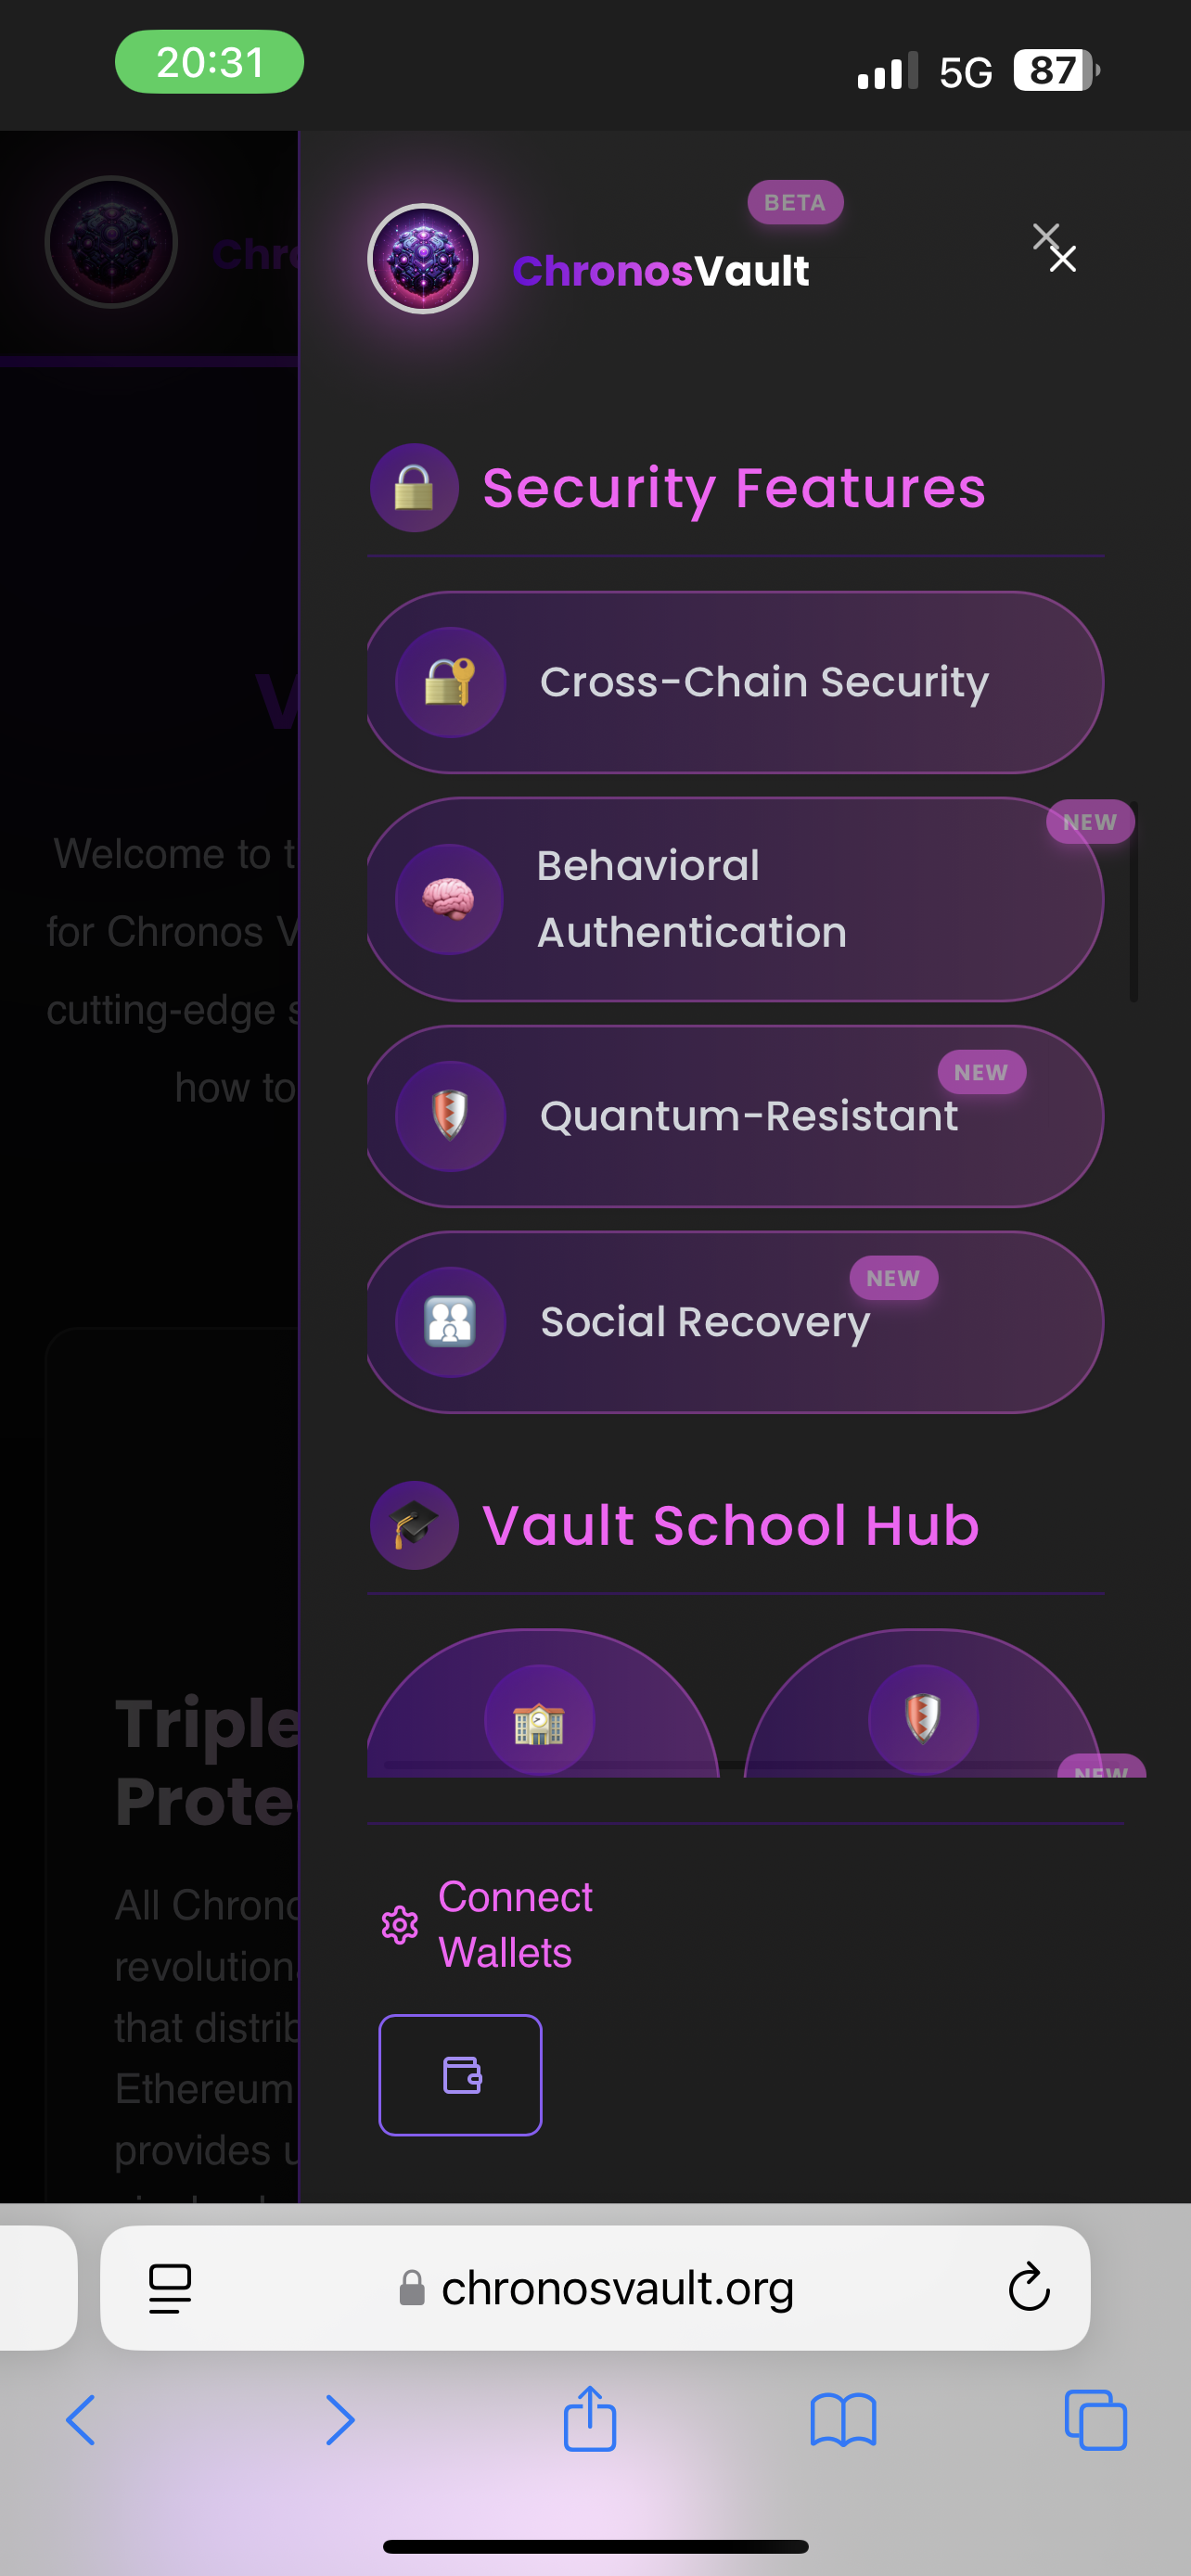 20:31
5G
87
Chro
BETA
ChronosVault
Security Features
Cross-Chain Security
NEW
Behavioral
Authentication
NEW
Quantum-Resistant
NEW
Social Recovery
Vault School Hub
NEW
Connect
Wallets
V
Welcome to t
for Chronos V
cutting-edge s
how to
Triple
Prote
All Chrono
revolution
that distrib
Ethereum
provides u
chronosvault.org